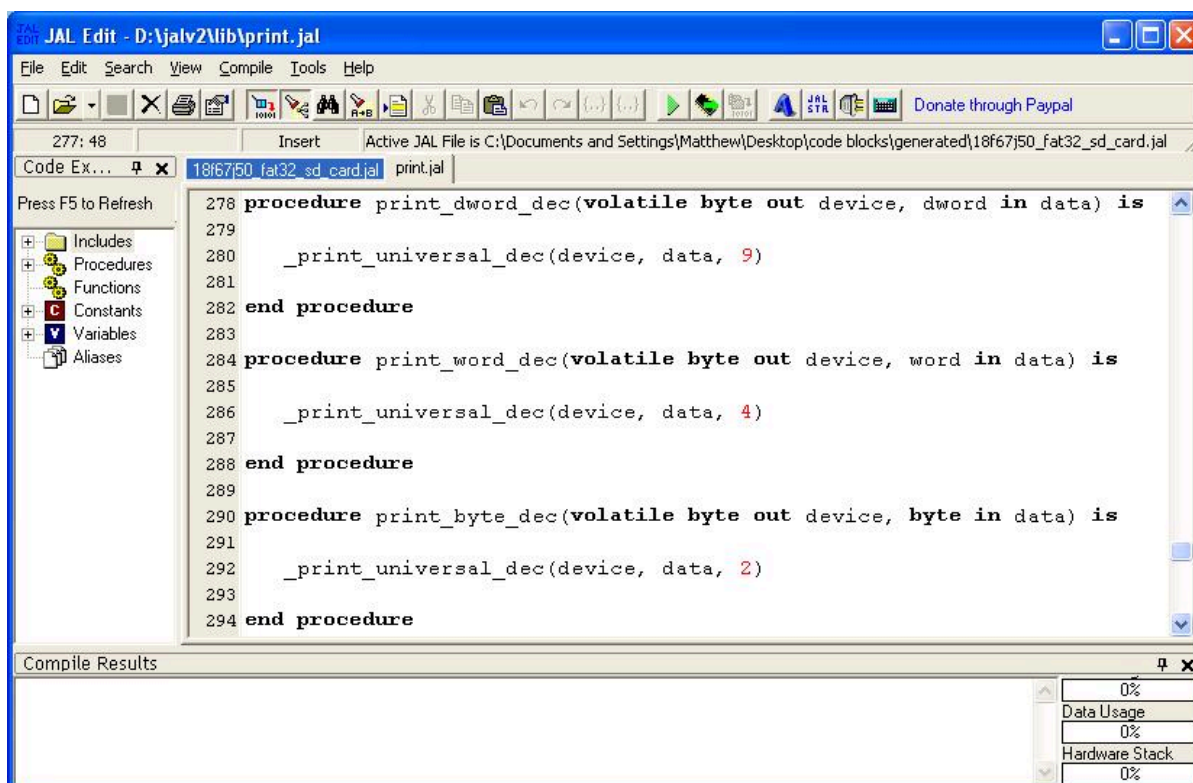 JAL EDIT JAL Edit - D:\jalv2\lib\print.jal
File Edit Search View Compile Tools Help
10101 A→B {..} {..} 10101 A JAL STR Donate through Paypal
277: 48 Insert Active JAL File is C:\Documents and Settings\Matthew\Desktop\code blocks\generated\18f67j50_fat32_sd_card.jal
Code Ex... 18f67j50_fat32_sd_card.jal print.jal
Press F5 to Refresh
Includes
Procedures
Functions
C Constants
V Variables
Aliases
278 procedure print_dword_dec(volatile byte out device, dword in data) is
279
280 _print_universal_dec(device, data, 9)
281
282 end procedure
283
284 procedure print_word_dec(volatile byte out device, word in data) is
285
286 _print_universal_dec(device, data, 4)
287
288 end procedure
289
290 procedure print_byte_dec(volatile byte out device, byte in data) is
291
292 _print_universal_dec(device, data, 2)
293
294 end procedure
Compile Results
0%
Data Usage
0%
Hardware Stack
0%